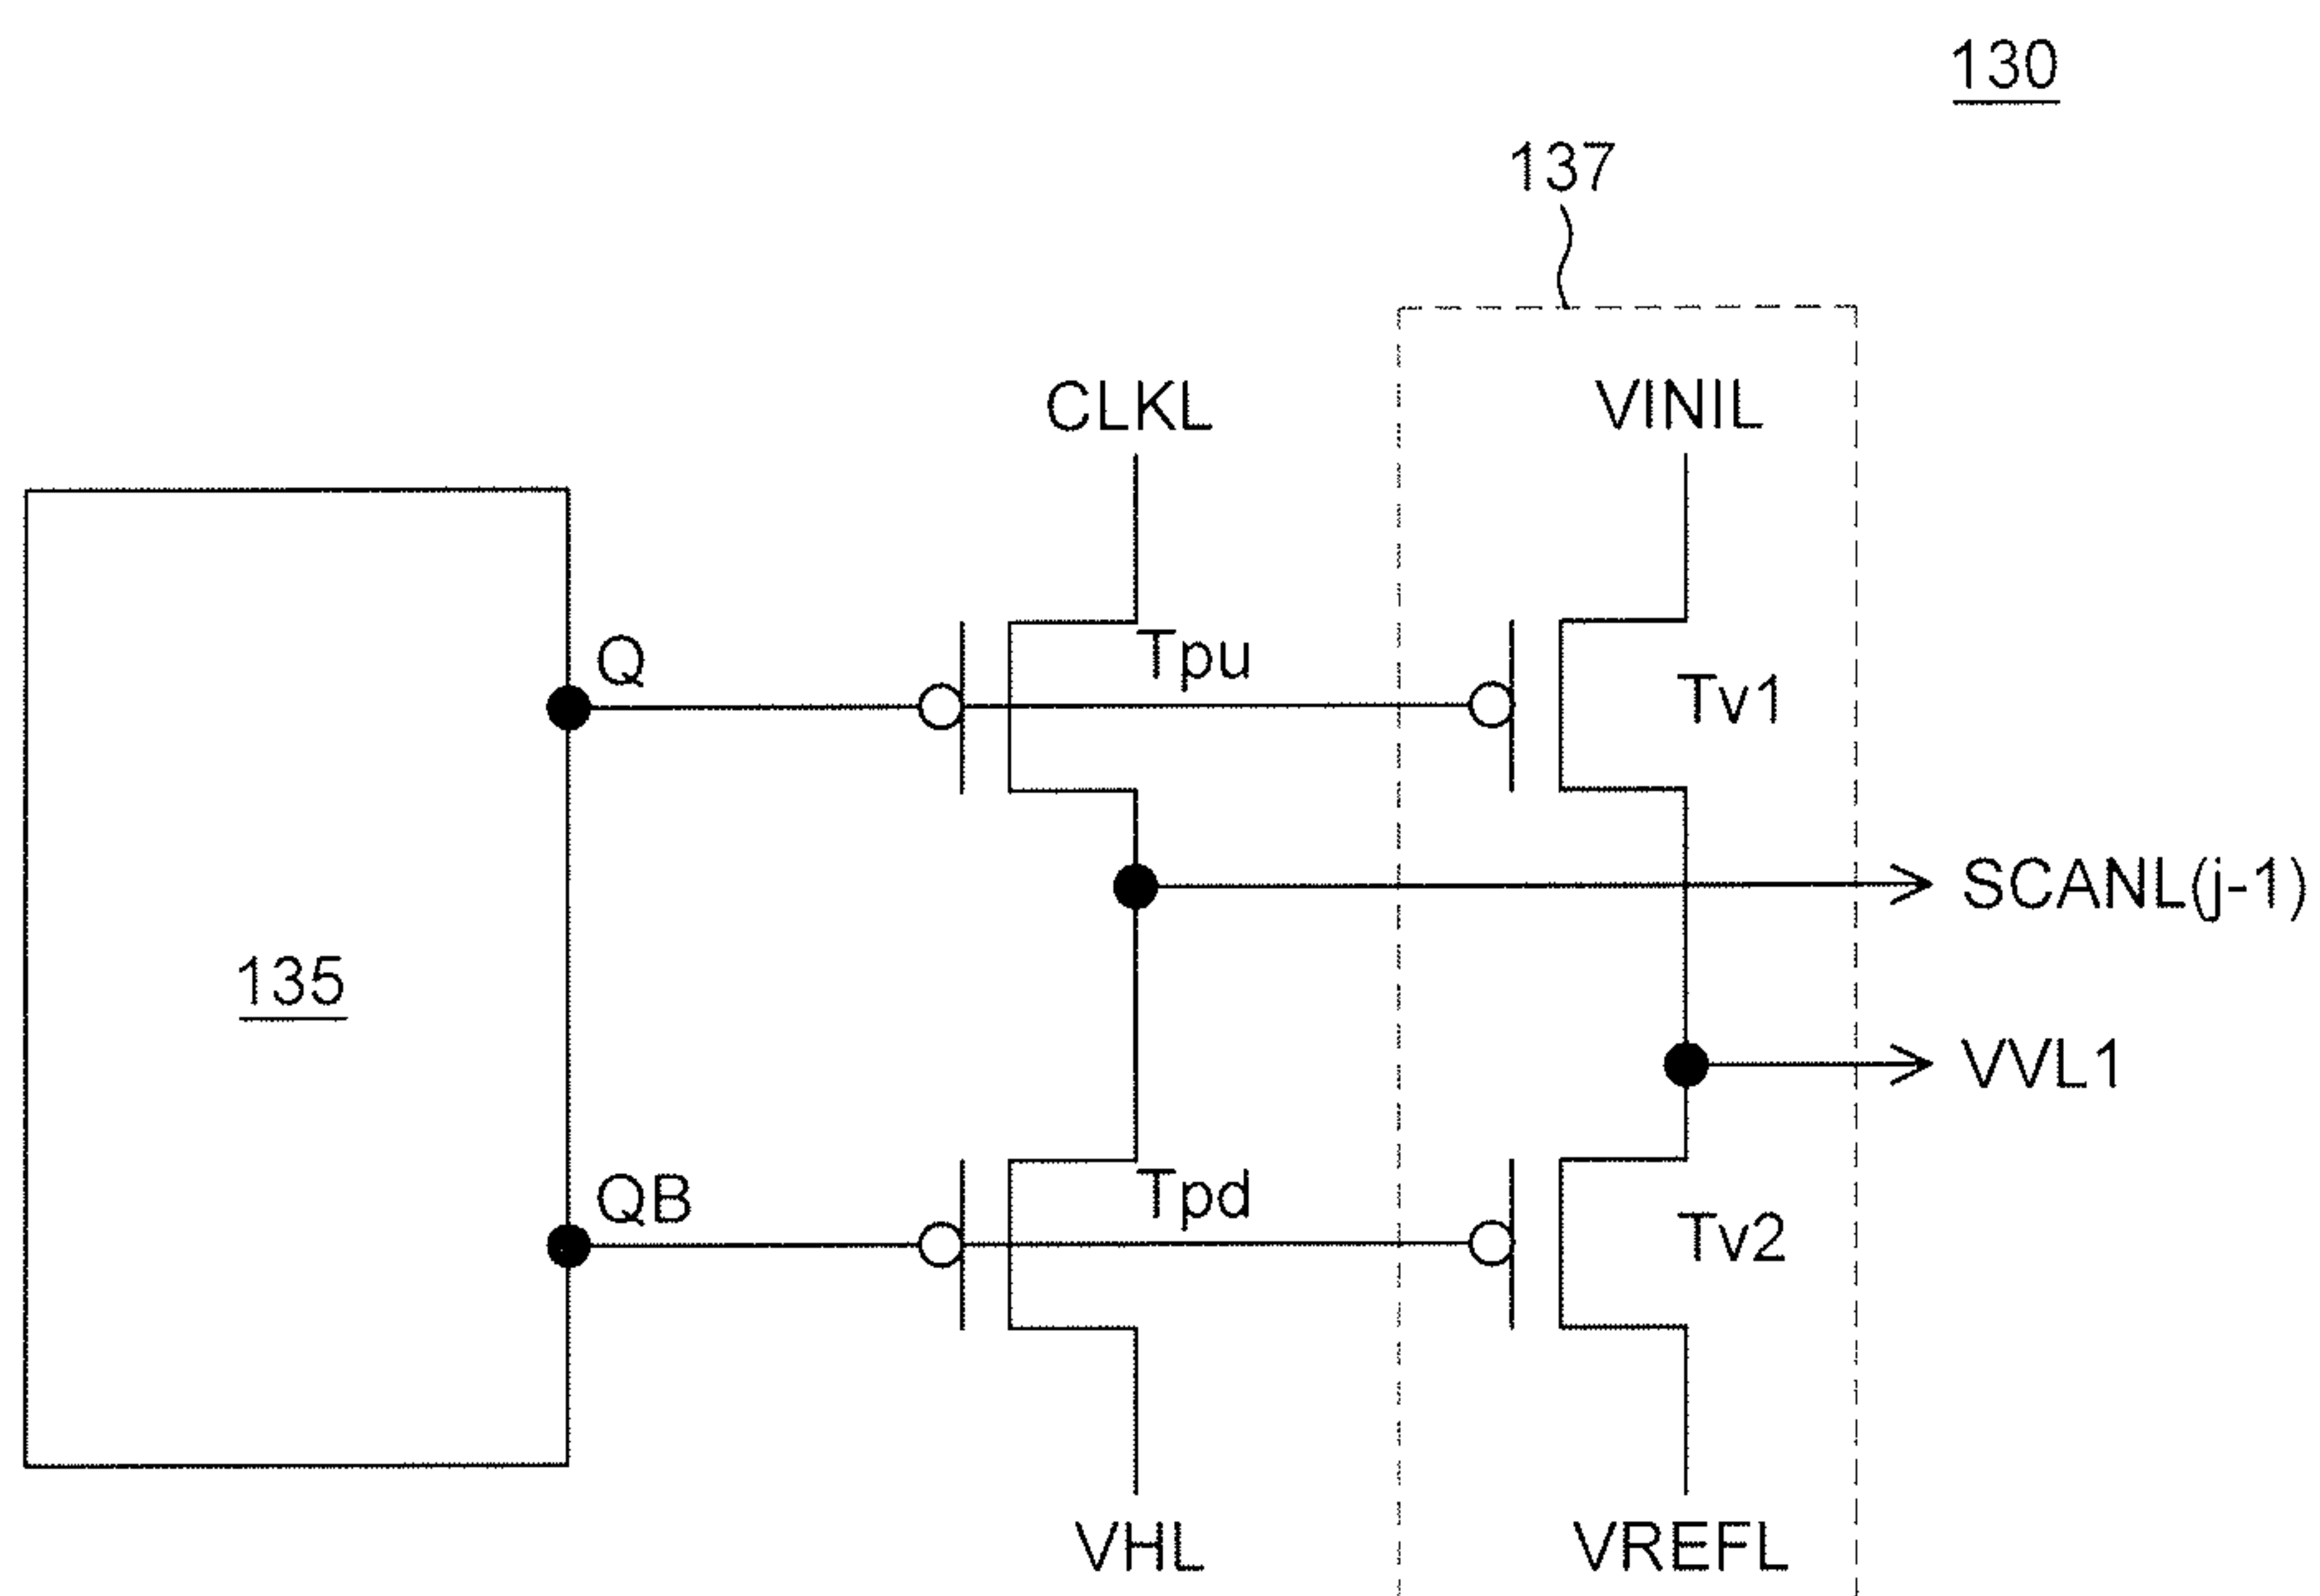 130
137
CLKL
VINIL
Q
Tpu
Tv1
SCANL(j-1)
135
VVL1
QB
Tpd
Tv2
VHL
VREFL